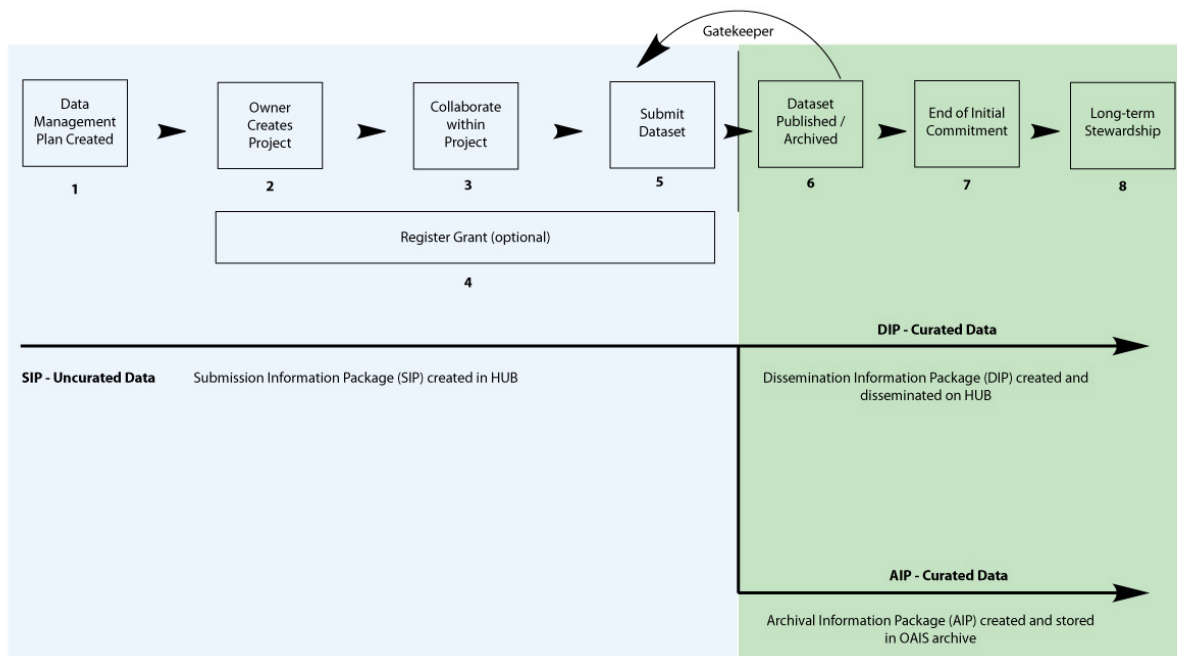 Gatekeeper
Data
Management
Plan Created
1
Owner
Creates
Project
2
Collaborate
within
Project
3
Submit
Dataset
5
Dataset
Published /
Archived
6
End of Initial
Commitment
7
Long-term
Stewardship
8
Register Grant (optional)
4
DIP - Curated Data
SIP - Uncurated Data
Submission Information Package (SIP) created in HUB
Dissemination Information Package (DIP) created and
disseminated on HUB
AIP - Curated Data
Archival Information Package (AIP) created and stored
in OAIS archive